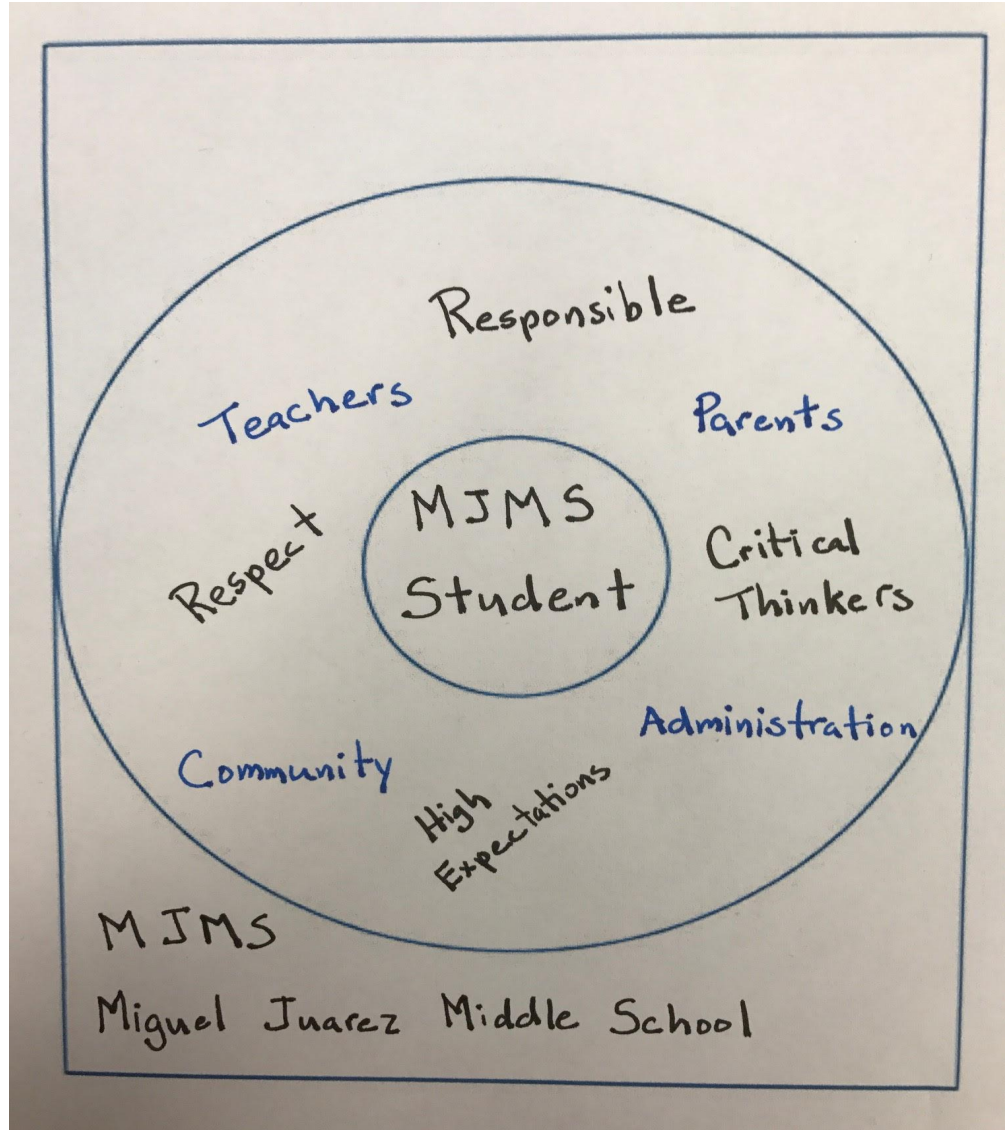 Responsible
Teachers
Parents
Respect
MJMS
Student
Critical
Thinkers
Administration
Community
High
Expectations
MJMS
Miguel Juarez Middle School